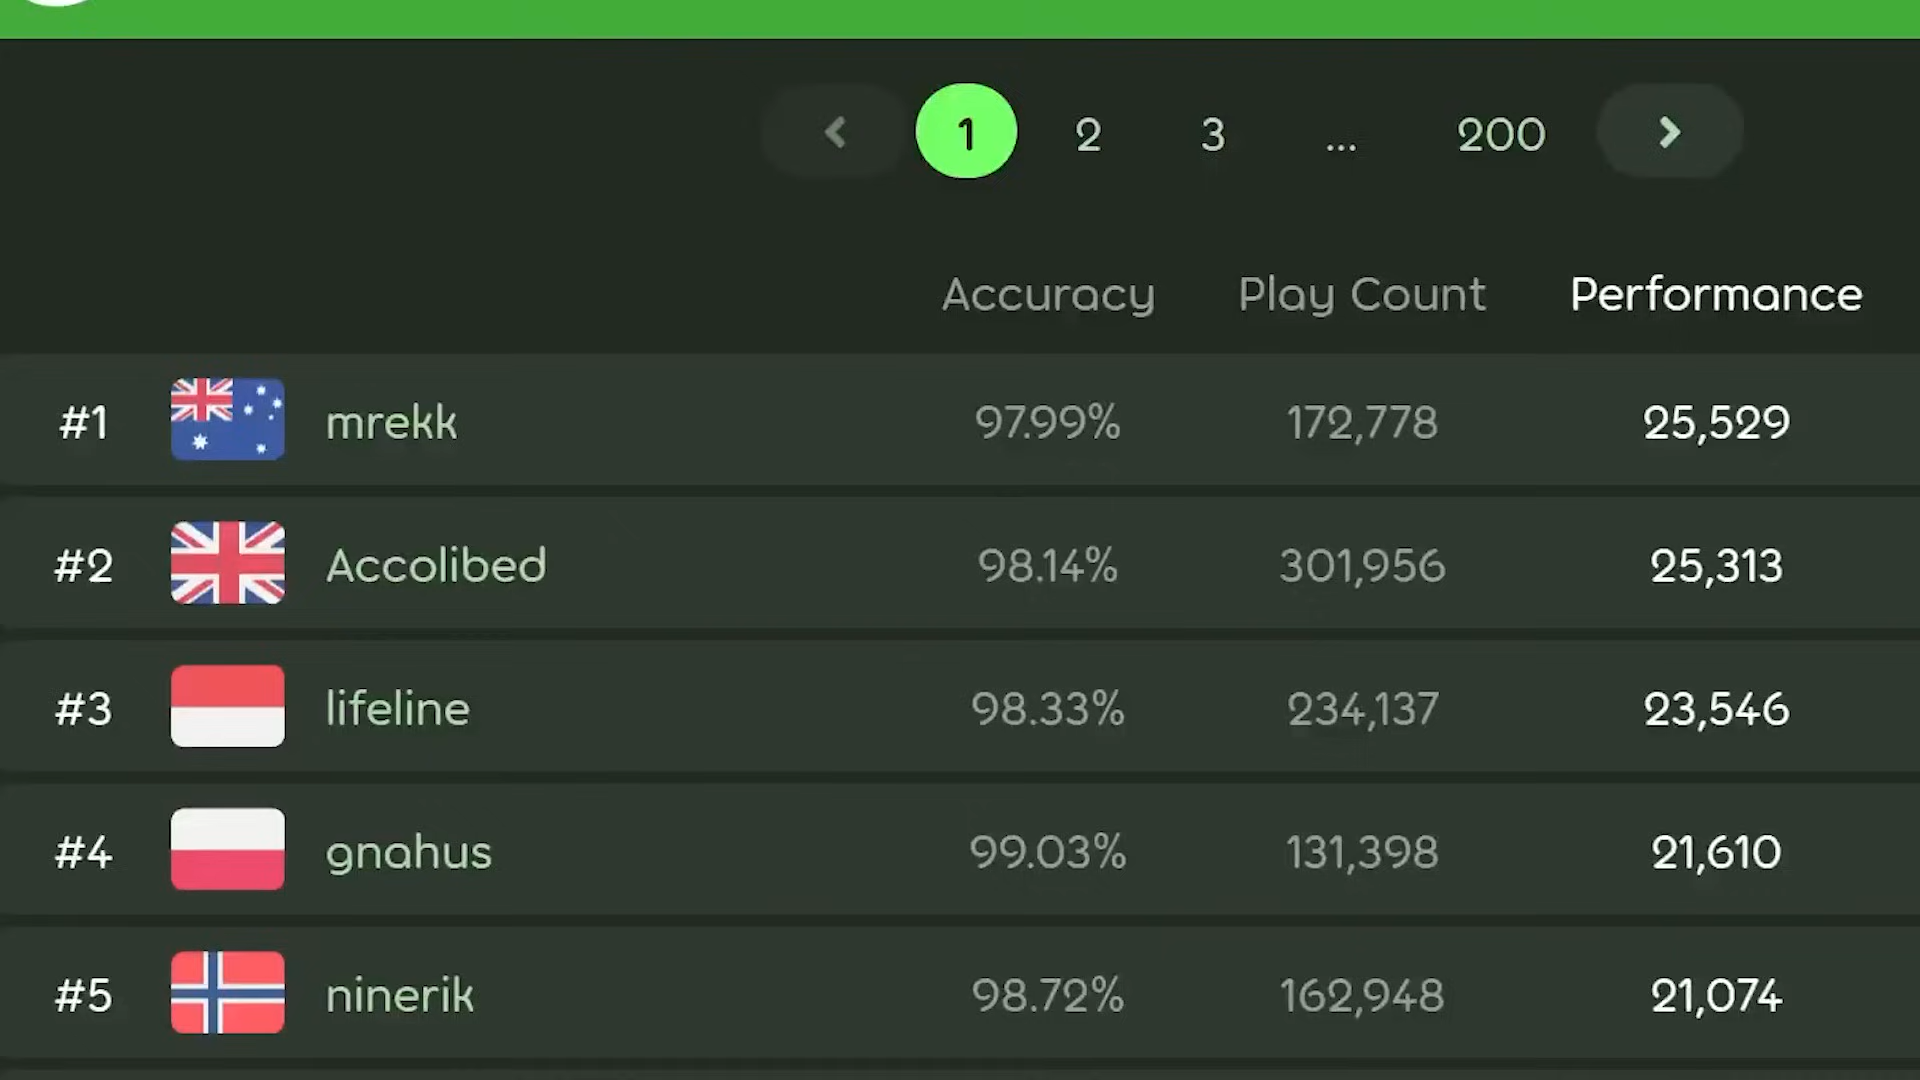 1 2 3 ... 200
Accuracy Play Count Performance
#1 mrekk 97.99% 172,778 25,529
#2 Accolibed 98.14% 301,956 25,313
#3 lifeline 98.33% 234,137 23,546
#4 gnahus 99.03% 131,398 21,610
#5 ninerik 98.72% 162,948 21,074